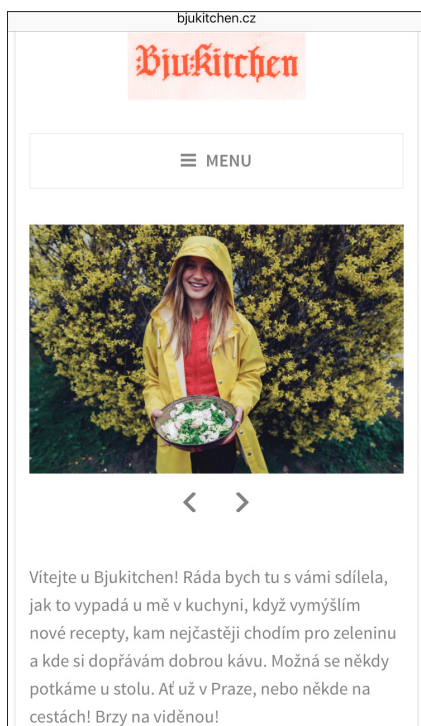 bjukitchen.cz
BjuKitchen
MENU
Vítejte u Bjukitchen! Ráda bych tu s vámi sdílela,
jak to vypadá u mě v kuchyni, když vymýšlím
nové recepty, kam nejčastěji chodím pro zeleninu
a kde si dopřávám dobrou kávu. Možná se někdy
potkáme u stolu. Ať už v Praze, nebo někde na
cestách! Brzy na viděnou!